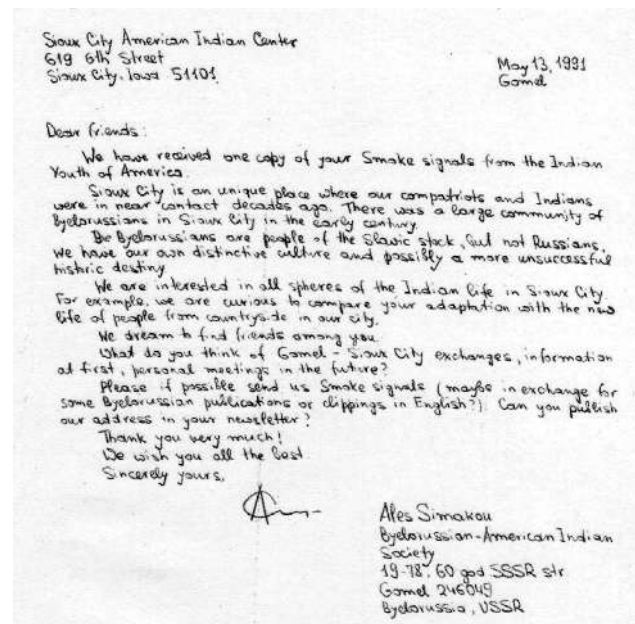 Sioux City American Indian Center
619 6th Street
Sioux City, Iowa 51101
May 13, 1991
Gomel
Dear friends:
We have received one copy of your Smoke signals from the Indian
Youth of America.
Sioux City is an unique place where our compatriots and Indians
were in near contact decades ago. There was a large community of
Byelorussians in Sioux City in the early century.
We Byelorussians are people of the Slavic stock, but not Russians,
We have our own distinctive culture and possibly a more unsuccessful
historic destiny
We are interested in all spheres of the Indian life in Sioux City.
For example, we are curious to compare your adaptation with the new
life of people from countryside in our city.
We dream to find friends among you.
What do you think of Gomel - Sioux City exchanges, information
at first, personal meetings in the future?
Please if possible send us Smoke signals (maybe in exchange for
some Byelorussian publications or clippings in English?). Can you publish
our address in your newsletter?
Thank you very much!
We wish you all the best.
Sincerely yours,
Ales Simakou
Byelorussian-American Indian
Society
19-78, 60 god SSSR str
Gomel 246049
Byelorussia, USSR